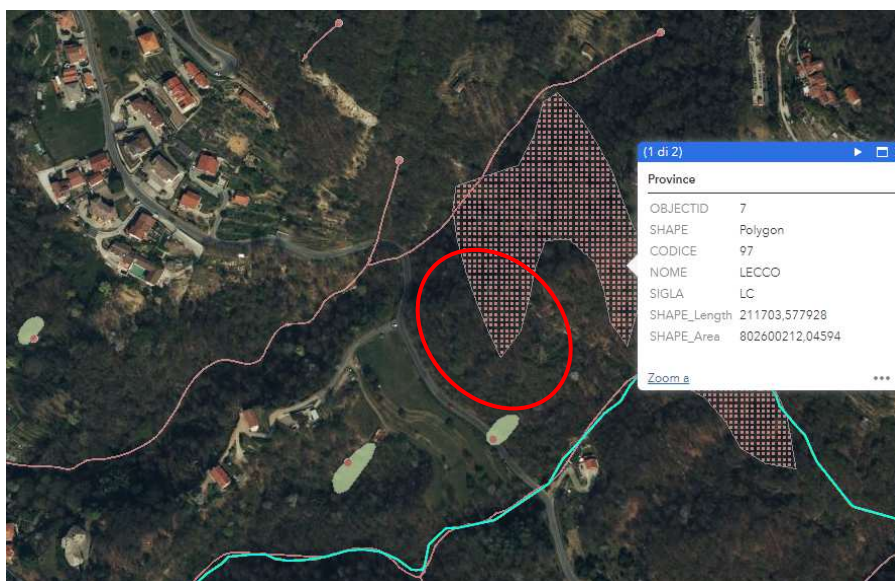 (1 di 2)
Province
OBJECTID 7
SHAPE Polygon
CODICE 97
NOME LECCO
SIGLA LC
SHAPE_Length 211703,577928
SHAPE_Area 802600212,04594
Zoom a